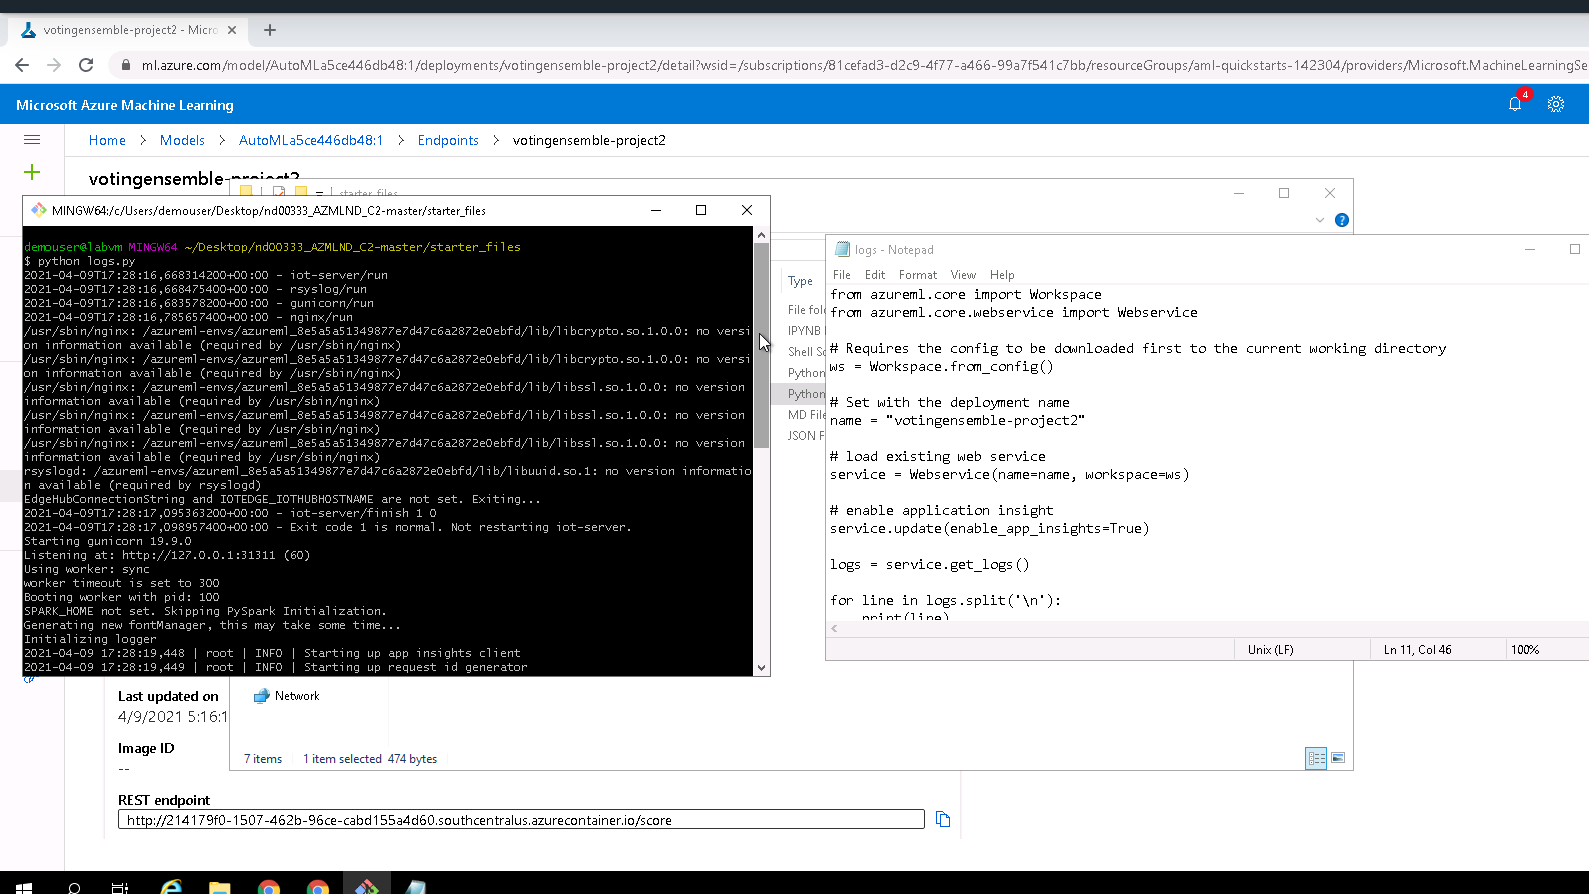 votingensemble-project2 - Micro
ml.azure.com/model/AutoMLa5ce446db48:1/deployments/votingensemble-project2/detail?wsid=/subscriptions/81cefad3-d2c9-4f77-a466-99a7f541c7bb/resourceGroups/aml-quickstarts-142304/providers/Microsoft.MachineLearningSe
Microsoft Azure Machine Learning
4
Home > Models > AutoMLa5ce446db48:1 > Endpoints > votingensemble-project2
votingensemble-project2
starter_files
MINGW64:/c/Users/demouser/Desktop/nd00333_AZMLND_C2-master/starter_files
demouser@labvm MINGW64 ~/Desktop/nd00333_AZMLND_C2-master/starter_files
$ python logs.py
2021-04-09T17:28:16,668314200+00:00 - iot-server/run
2021-04-09T17:28:16,668475400+00:00 - rsyslog/run
2021-04-09T17:28:16,683578200+00:00 - gunicorn/run
2021-04-09T17:28:16,785657400+00:00 - nginx/run
/usr/sbin/nginx: /azureml-envs/azureml_8e5a5a51349877e7d47c6a2872e0ebfd/lib/libcrypto.so.1.0.0: no versi
on information available (required by /usr/sbin/nginx)
/usr/sbin/nginx: /azureml-envs/azureml_8e5a5a51349877e7d47c6a2872e0ebfd/lib/libcrypto.so.1.0.0: no versi
on information available (required by /usr/sbin/nginx)
/usr/sbin/nginx: /azureml-envs/azureml_8e5a5a51349877e7d47c6a2872e0ebfd/lib/libssl.so.1.0.0: no version
information available (required by /usr/sbin/nginx)
/usr/sbin/nginx: /azureml-envs/azureml_8e5a5a51349877e7d47c6a2872e0ebfd/lib/libssl.so.1.0.0: no version
information available (required by /usr/sbin/nginx)
/usr/sbin/nginx: /azureml-envs/azureml_8e5a5a51349877e7d47c6a2872e0ebfd/lib/libssl.so.1.0.0: no version
information available (required by /usr/sbin/nginx)
rsyslogd: /azureml-envs/azureml_8e5a5a51349877e7d47c6a2872e0ebfd/lib/libuuid.so.1: no version informatio
n available (required by rsyslogd)
EdgeHubConnectionString and IOTEDGE_IOTHUBHOSTNAME are not set. Exiting...
2021-04-09T17:28:17,095363200+00:00 - iot-server/finish 1 0
2021-04-09T17:28:17,098957400+00:00 - Exit code 1 is normal. Not restarting iot-server.
Starting gunicorn 19.9.0
Listening at: http://127.0.0.1:31311 (60)
Using worker: sync
worker timeout is set to 300
Booting worker with pid: 100
SPARK_HOME not set. Skipping PySpark Initialization.
Generating new fontManager, this may take some time...
Initializing logger
2021-04-09 17:28:19,448 | root | INFO | Starting up app insights client
2021-04-09 17:28:19,449 | root | INFO | Starting up request id generator
Type
File fol
IPYNB
Shell Sc
Python
Python
MD File
JSON F
logs - Notepad
File Edit Format View Help
from azureml.core import Workspace
from azureml.core.webservice import Webservice
# Requires the config to be downloaded first to the current working directory
ws = Workspace.from_config()
# Set with the deployment name
name = "votingensemble-project2"
# load existing web service
service = Webservice(name=name, workspace=ws)
# enable application insight
service.update(enable_app_insights=True)
logs = service.get_logs()
for line in logs.split('\n'):
print(line)
Unix (LF) Ln 11, Col 46 100%
Network
7 items 1 item selected 474 bytes
Last updated on
4/9/2021 5:16:1
Image ID
--
REST endpoint
http://214179f0-1507-462b-96ce-cabd155a4d60.southcentralus.azurecontainer.io/score